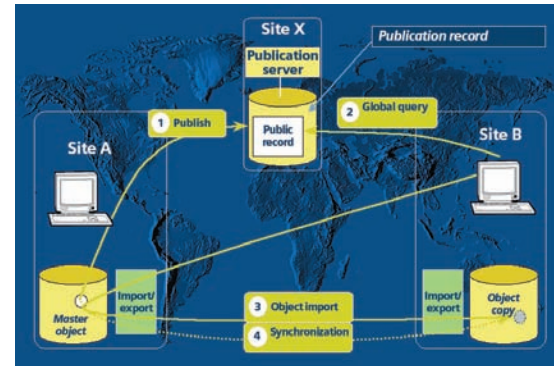 Site X
Publication record
Publication
server
1 Publish
2 Global query
Public
record
Site A
Site B
Master
object
Import/
export
3 Object import
4 Synchronization
Import/
export
Object
copy